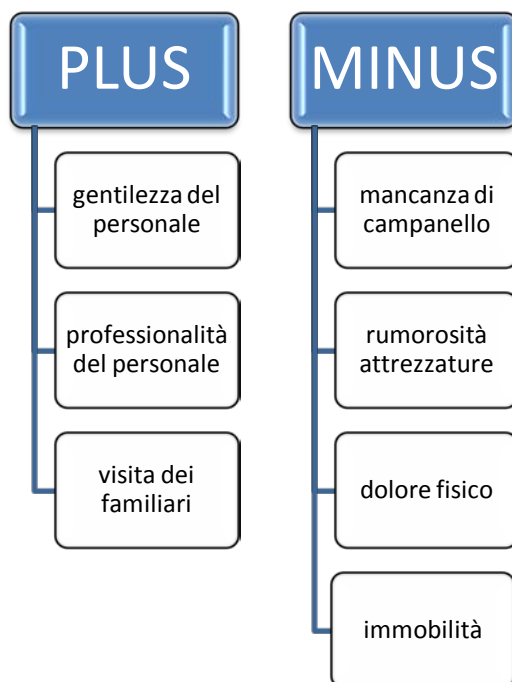 PLUS
gentilezza del
personale
professionalità
del personale
visita dei
familiari
MINUS
mancanza di
campanello
rumorosità
attrezzature
dolore fisico
immobilità